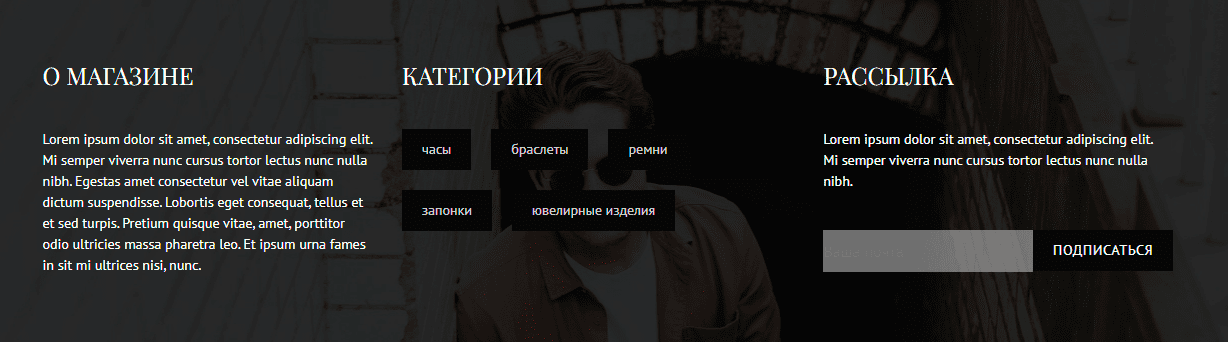 О МАГАЗИНЕ
Lorem ipsum dolor sit amet, consectetur adipiscing elit.
Mi semper viverra nunc cursus tortor lectus nunc nulla
nibh. Egestas amet consectetur vel vitae aliquam
dictum suspendisse. Lobortis eget consequat, tellus et
et sed turpis. Pretium quisque vitae, amet, porttitor
odio ultricies massa pharetra leo. Et ipsum urna fames
in sit mi ultrices nisi, nunc.
КАТЕГОРИИ
часы браслеты ремни
запонки ювелирные изделия
РАССЫЛКА
Lorem ipsum dolor sit amet, consectetur adipiscing elit.
Mi semper viverra nunc cursus tortor lectus nunc nulla
nibh.
ПОДПИСАТЬСЯ